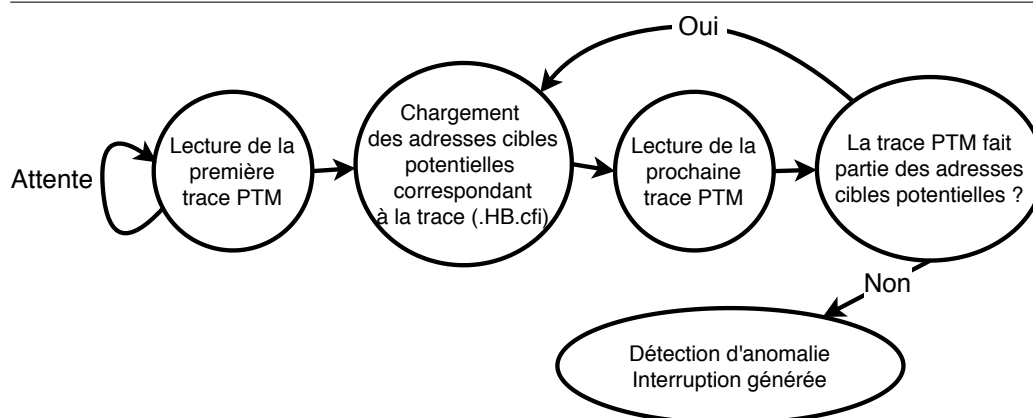 Oui
Attente
Lecture de la
première
trace PTM
Chargement
des adresses cibles
potentielles
correspondant
à la trace (.HB.cfi)
Lecture de la
prochaine
trace PTM
La trace PTM fait
partie des adresses
cibles potentielles ?
Non
Détection d'anomalie
Interruption générée